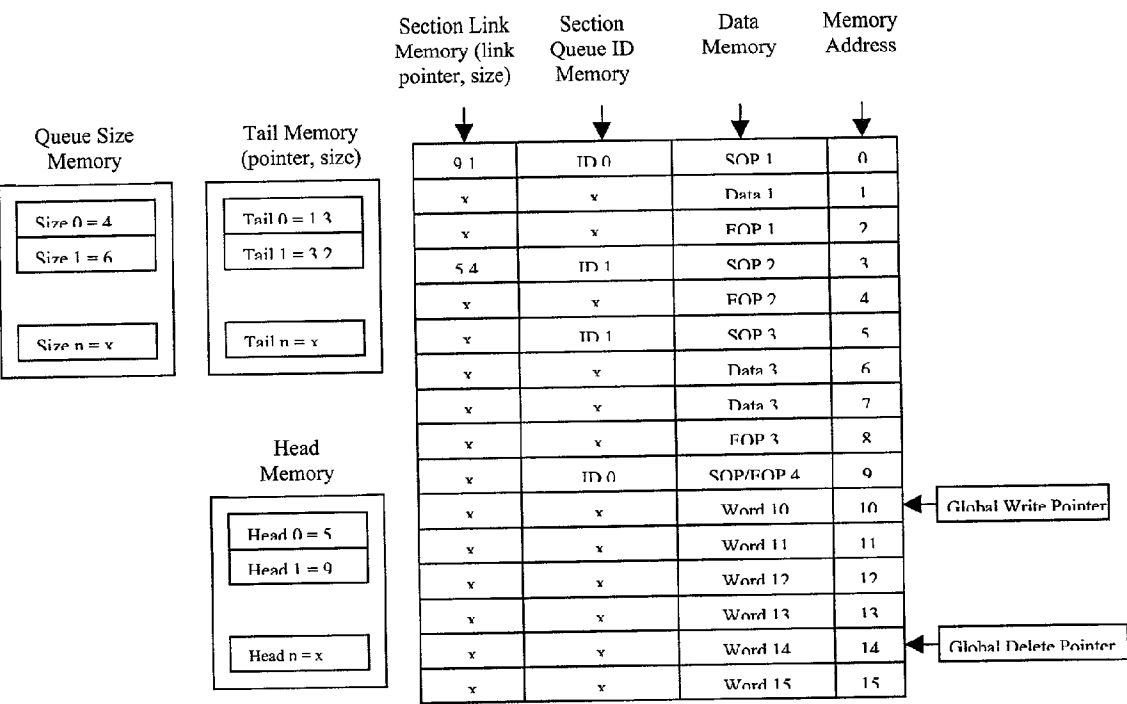 Section Link
Memory (link
pointer, size)
Section
Queue ID
Memory
Data
Memory
Memory
Address
Queue Size
Memory
Size 0 = 4
Size 1 = 6
Size n = x
Tail Memory
(pointer, size)
Tail 0 = 1 3
Tail 1 = 3 2
Tail n = x
Head
Memory
Head 0 = 5
Head 1 = 9
Head n = x
9 1 ID 0 SOP 1 0
x x Data 1 1
x x EOP 1 2
5 4 ID 1 SOP 2 3
x x EOP 2 4
x ID 1 SOP 3 5
x x Data 3 6
x x Data 3 7
x x EOP 3 8
x ID 0 SOP/EOP 4 9
x x Word 10 10
x x Word 11 11
x x Word 12 12
x x Word 13 13
x x Word 14 14
x x Word 15 15
Global Write Pointer
Global Delete Pointer